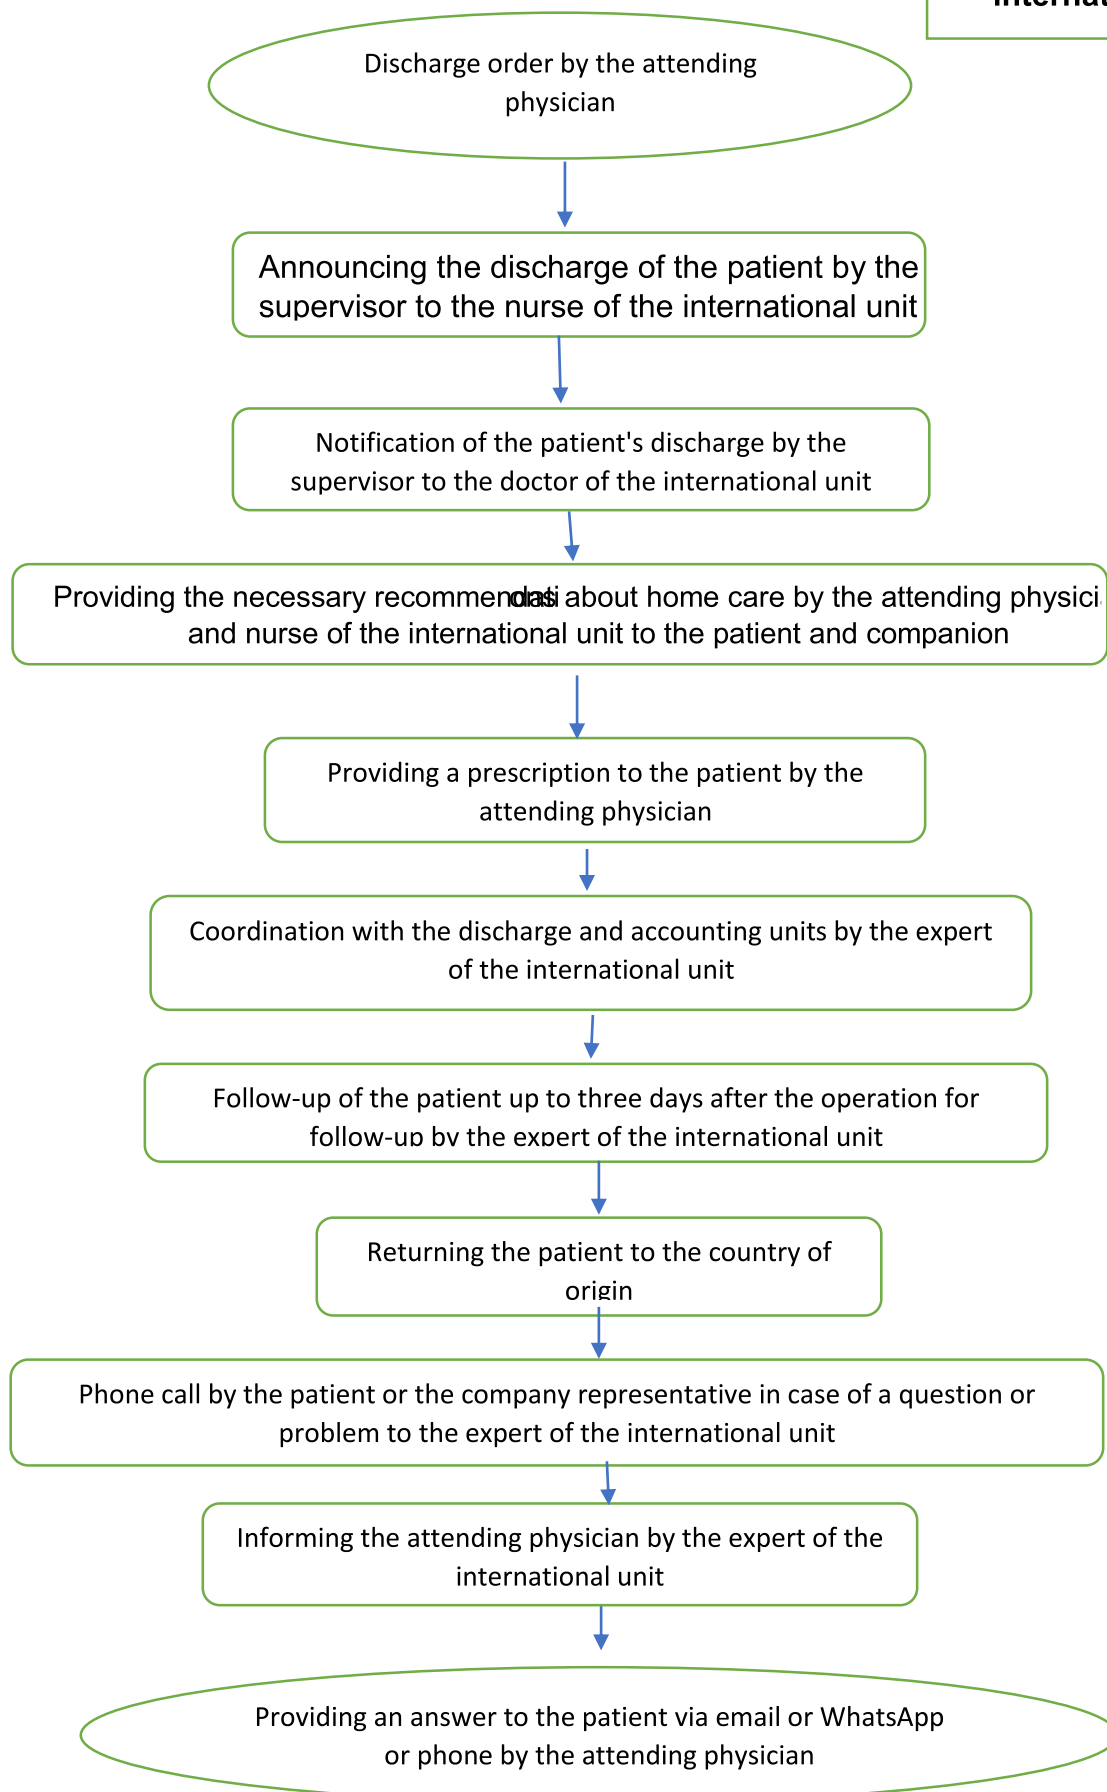 Discharge order by the attending
physician
Announcing the discharge of the patient by the
supervisor to the nurse of the international unit
Notification of the patient's discharge by the
supervisor to the doctor of the international unit
Providing the necessary recommendations about home care by the attending physici
and nurse of the international unit to the patient and companion
Providing a prescription to the patient by the
attending physician
Coordination with the discharge and accounting units by the expert
of the international unit
Follow-up of the patient up to three days after the operation for
follow-up by the expert of the international unit
Returning the patient to the country of
origin
Phone call by the patient or the company representative in case of a question or
problem to the expert of the international unit
Informing the attending physician by the expert of the
international unit
Providing an answer to the patient via email or WhatsApp
or phone by the attending physician